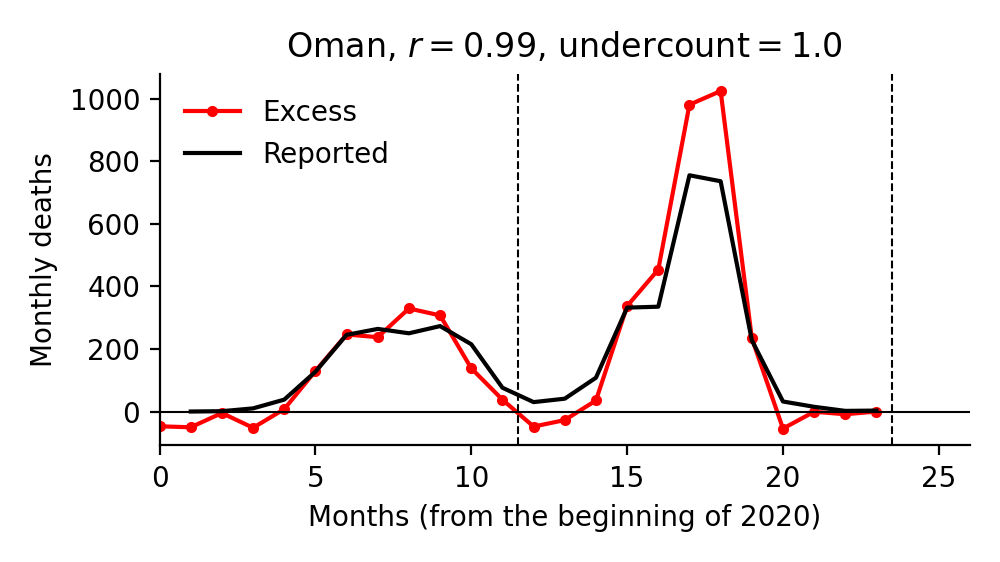 Oman, r = 0.99, undercount = 1.0
Excess
Reported
Monthly deaths
1000
800
600
400
200
0
0 5 10 15 20 25
Months (from the beginning of 2020)